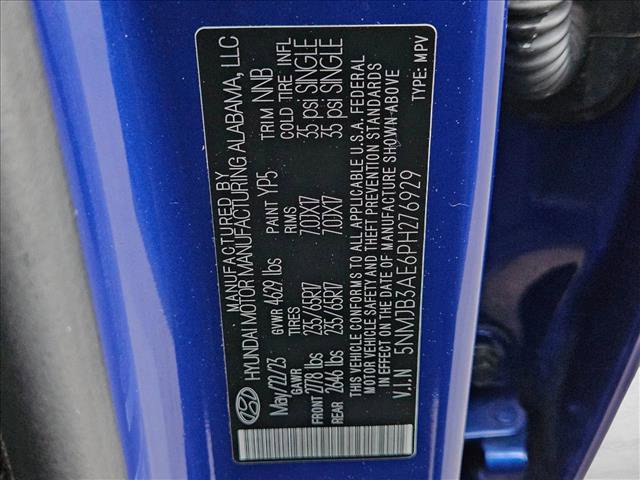 MANUFACTURED BY
HYUNDAI MOTOR MANUFACTURING ALABAMA, LLC
May/22/23 GVWR 4629 lbs PAINT YP5 TRIM NNB
GAWR TIRES RIMS COLD TIRE INFL
FRONT 2778 lbs 235/65R17 7.0JX17 35 psi SINGLE
REAR 2646 lbs 235/65R17 7.0JX17 35 psi SINGLE
THIS VEHICLE CONFORMS TO ALL APPLICABLE U.S.A. FEDERAL
MOTOR VEHICLE SAFETY AND THEFT PREVENTION STANDARDS
IN EFFECT ON THE DATE OF MANUFACTURE SHOWN ABOVE
V.I.N 5NMJB3AE6PH276929 TYPE: MPV